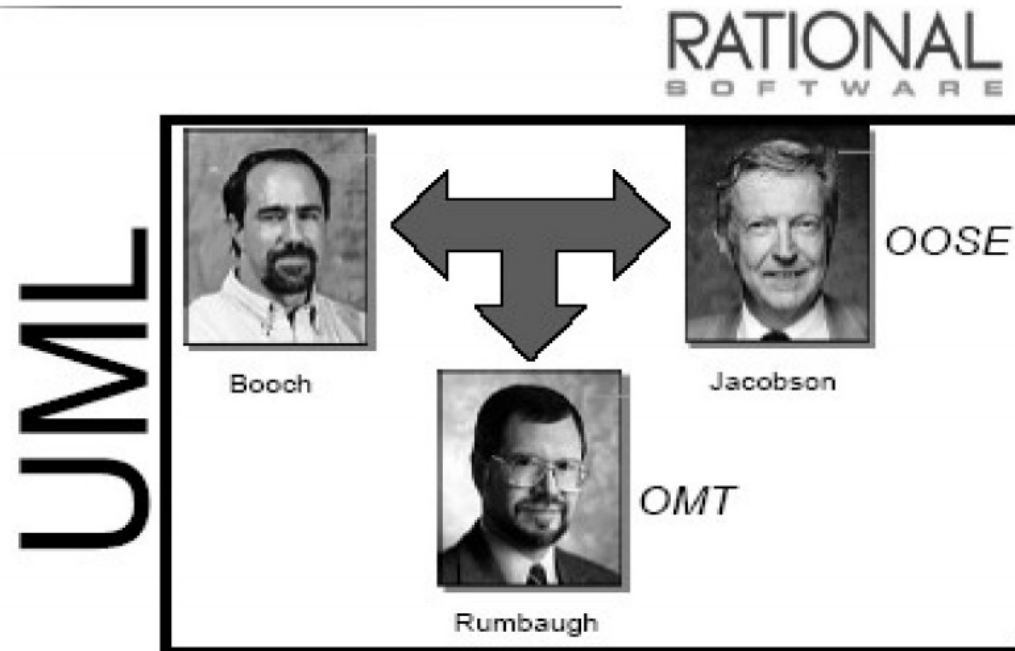 RATIONAL
SOFTWARE
UML
Booch
Jacobson
OOSE
Rumbaugh
OMT